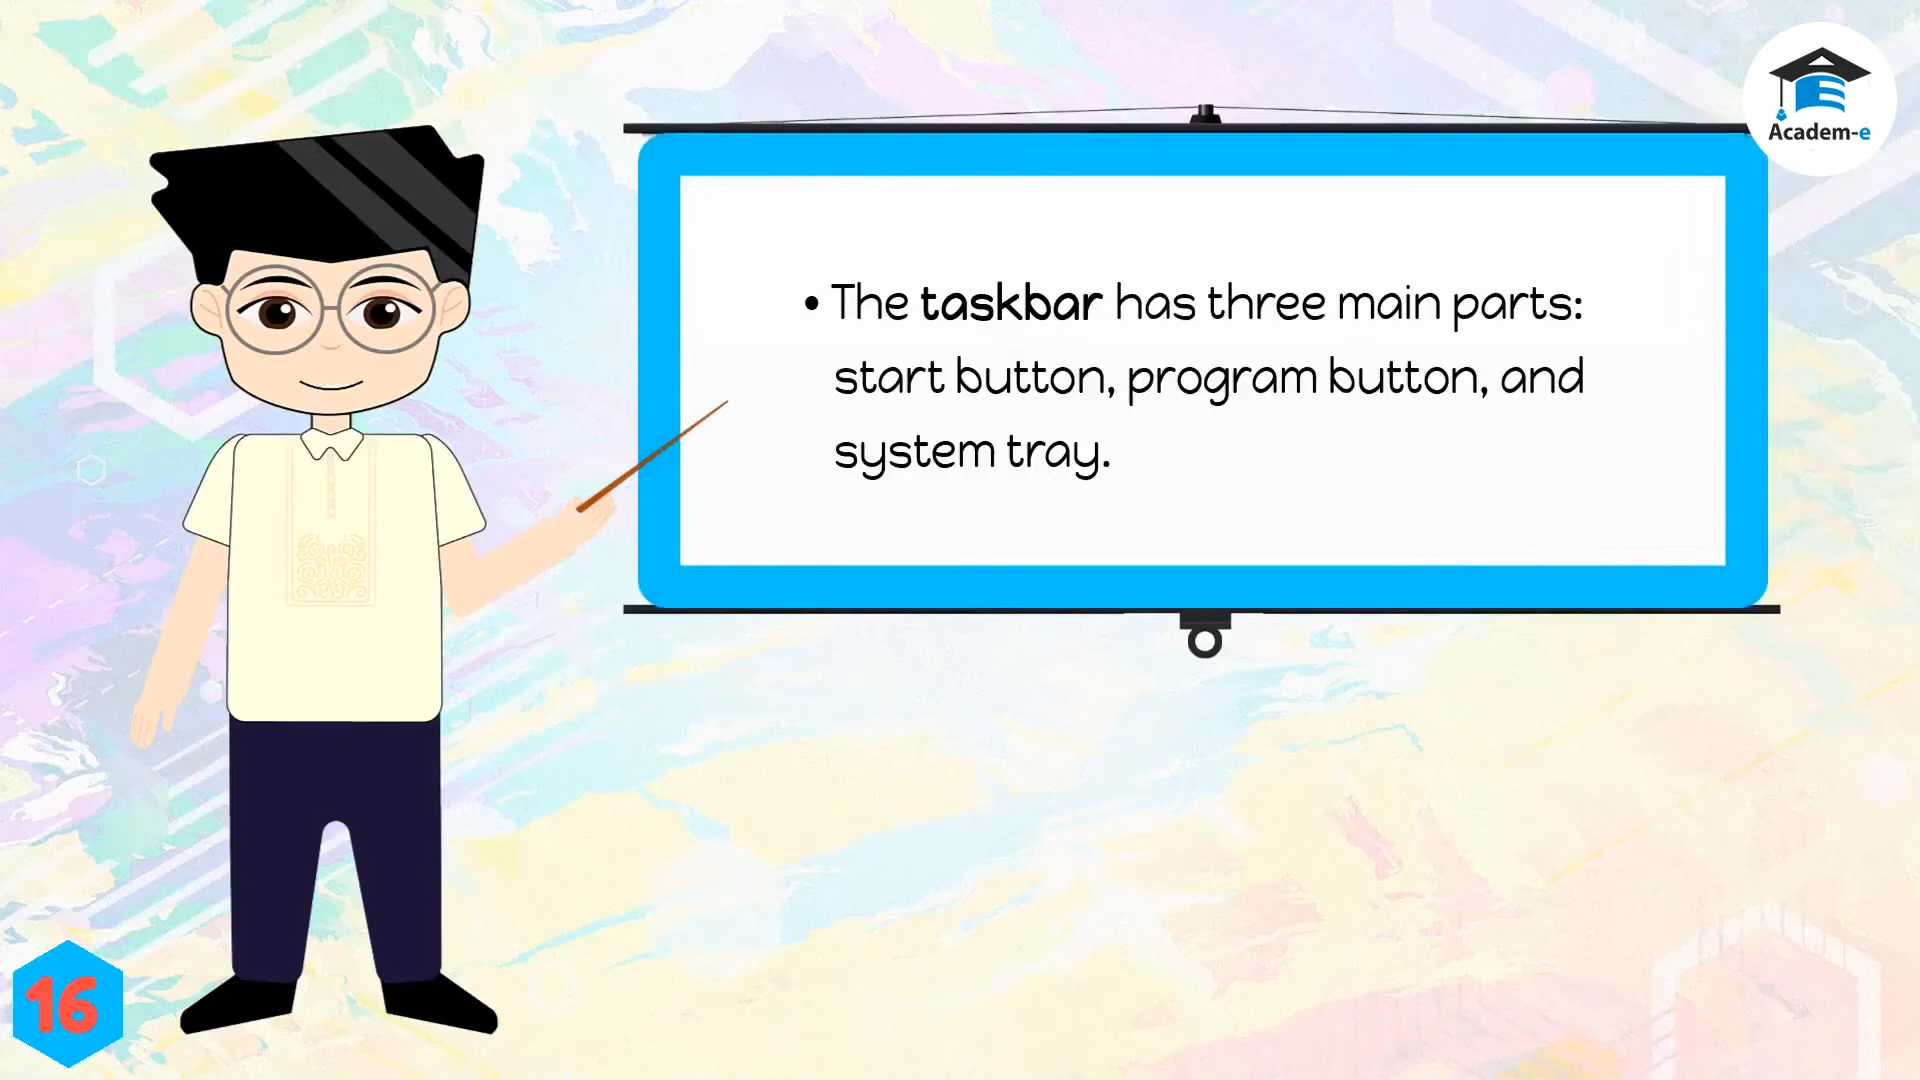 Academ-e
• The taskbar has three main parts:
start button, program button, and
system tray.
16